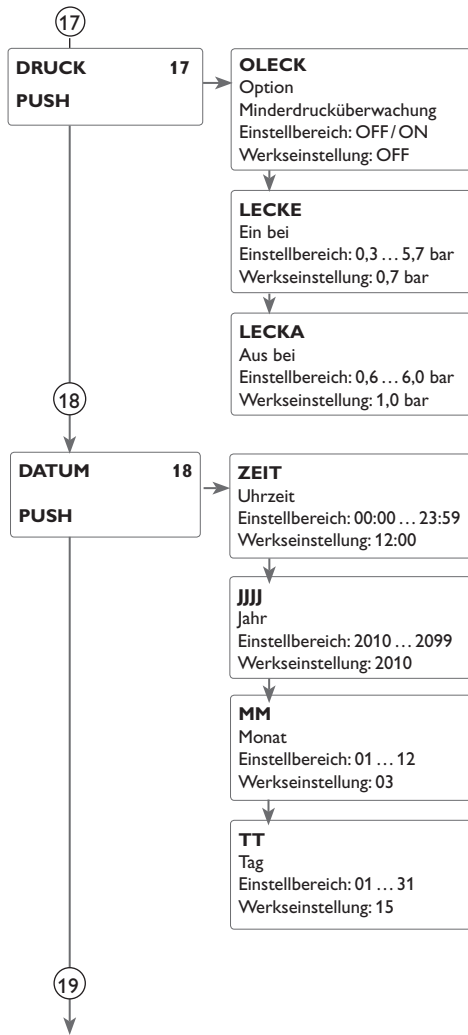 17
DRUCK 17
PUSH
OLECK
Option
Minderdrucküberwachung
Einstellbereich: OFF / ON
Werkseinstellung: OFF
LECKE
Ein bei
Einstellbereich: 0,3 … 5,7 bar
Werkseinstellung: 0,7 bar
LECKA
Aus bei
Einstellbereich: 0,6 … 6,0 bar
Werkseinstellung: 1,0 bar
18
DATUM 18
PUSH
ZEIT
Uhrzeit
Einstellbereich: 00:00 … 23:59
Werkseinstellung: 12:00
JJJJ
Jahr
Einstellbereich: 2010 … 2099
Werkseinstellung: 2010
MM
Monat
Einstellbereich: 01 … 12
Werkseinstellung: 03
TT
Tag
Einstellbereich: 01 … 31
Werkseinstellung: 15
19